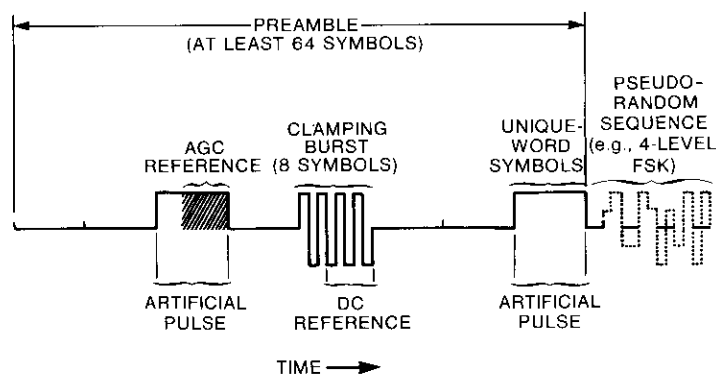 PREAMBLE
(AT LEAST 64 SYMBOLS)
PSEUDO-
RANDOM
SEQUENCE
(e.g., 4-LEVEL
FSK)
AGC
REFERENCE
CLAMPING
BURST
(8 SYMBOLS)
UNIQUE-
WORD
SYMBOLS
ARTIFICIAL
PULSE
DC
REFERENCE
ARTIFICIAL
PULSE
TIME